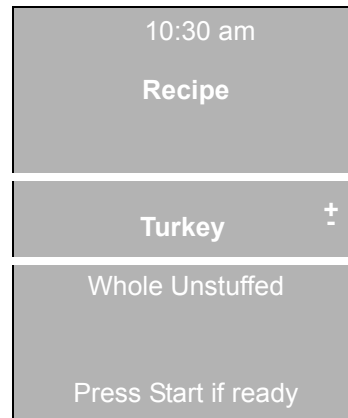 10:30 am
Recipe
Turkey +
-
Whole Unstuffed
Press Start if ready